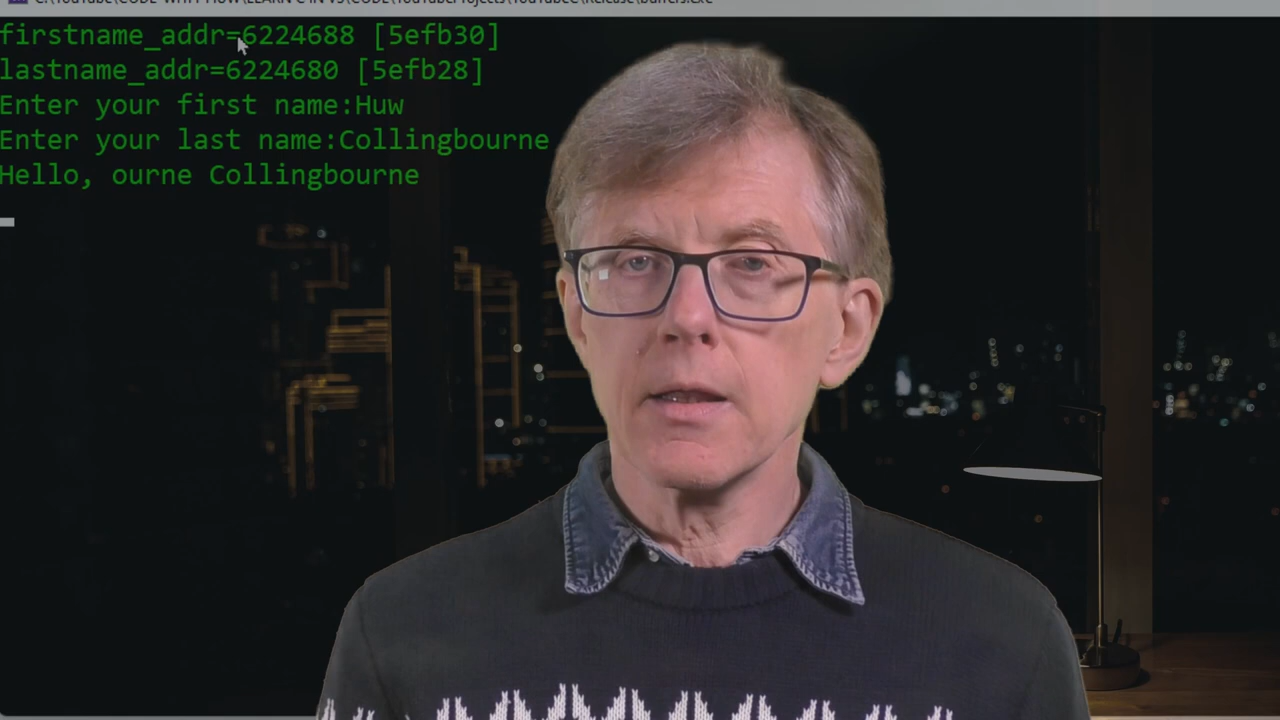 firstname_addr=6224688 [5efb30]
lastname_addr=6224680 [5efb28]
Enter your first name:Huw
Enter your last name:Collingbourne
Hello, ourne Collingbourne